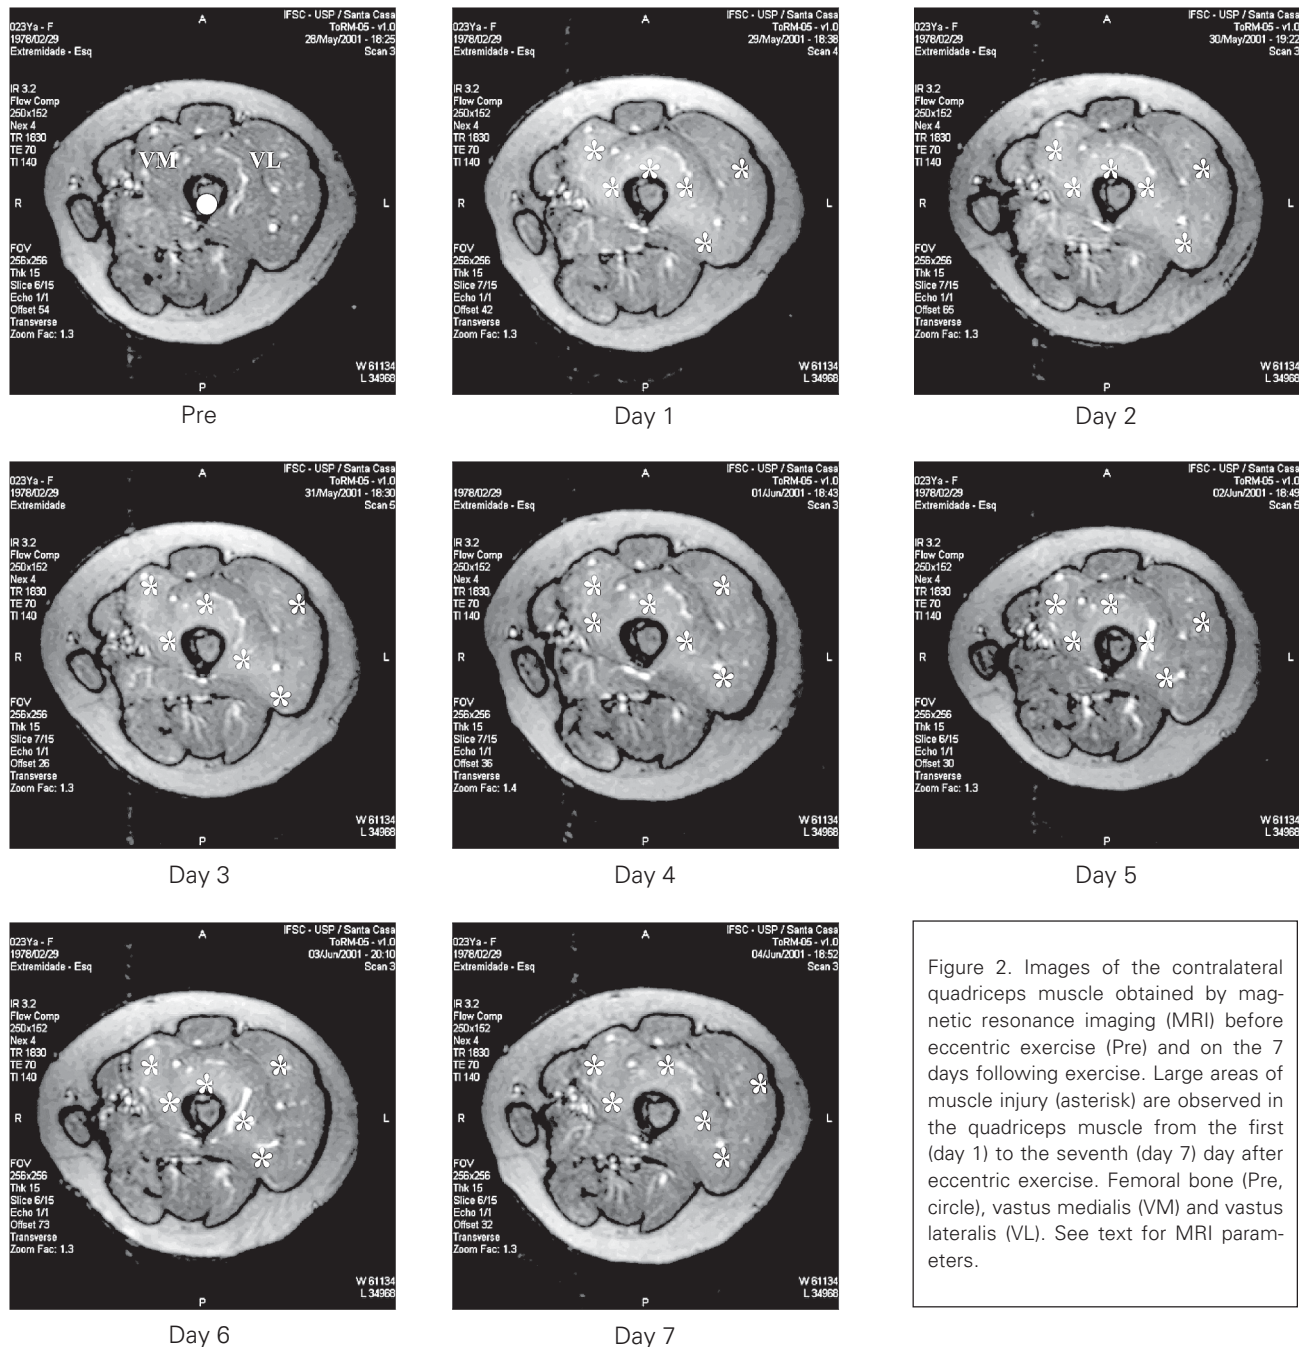 023Ya - F
1978/02/29
Extremidade - Esq
A
IFSC - USP / Santa Casa
ToRM-05 - v1.0
28/May/2001 - 18:25
Scan 3
IR 3.2
Flow Comp
250x152
Nex 4
TR 1830
TE 70
TI 140
VM
VL
R
L
FOV
256x256
Thk 15
Slice 6/15
Echo 1/1
Offset 54
Transverse
Zoom Fac: 1.3
W 61134
L 34968
P
Pre
023Ya - F
1978/02/29
Extremidade - Esq
A
IFSC - USP / Santa Casa
ToRM-05 - v1.0
29/May/2001 - 18:38
Scan 4
IR 3.2
Flow Comp
250x152
Nex 4
TR 1830
TE 70
TI 140
R
L
FOV
256x256
Thk 15
Slice 7/15
Echo 1/1
Offset 42
Transverse
Zoom Fac: 1.3
W 61134
L 34968
P
Day 1
023Ya - F
1978/02/29
Extremidade - Esq
A
IFSC - USP / Santa Casa
ToRM-05 - v1.0
30/May/2001 - 19:22
Scan 3
IR 3.2
Flow Comp
250x152
Nex 4
TR 1830
TE 70
TI 140
R
L
FOV
256x256
Thk 15
Slice 7/15
Echo 1/1
Offset 65
Transverse
Zoom Fac: 1.3
W 61134
L 34968
P
Day 2
023Ya - F
1978/02/29
Extremidade
A
IFSC - USP / Santa Casa
ToRM-05 - v1.0
31/May/2001 - 18:30
Scan 5
IR 3.2
Flow Comp
250x152
Nex 4
TR 1830
TE 70
TI 140
R
L
FOV
256x256
Thk 15
Slice 7/15
Echo 1/1
Offset 26
Transverse
Zoom Fac: 1.3
W 61134
L 34968
P
Day 3
1978/02/29
Extremidade - Esq
A
IFSC - USP / Santa Casa
ToRM-05 - v1.0
01/Jun/2001 - 18:43
Scan 3
IR 3.2
Flow Comp
250x152
Nex 4
TR 1830
TE 70
TI 140
R
L
FOV
256x256
Thk 15
Slice 7/15
Echo 1/1
Offset 36
Transverse
Zoom Fac: 1.4
W 61134
L 34968
P
Day 4
023Ya - F
1978/02/29
Extremidade - Esq
A
IFSC - USP / Santa Casa
ToRM-05 - v1.0
02/Jun/2001 - 18:49
Scan 5
IR 3.2
Flow Comp
250x152
Nex 4
TR 1830
TE 70
TI 140
R
L
FOV
256x256
Thk 15
Slice 6/15
Echo 1/1
Offset 30
Transverse
Zoom Fac: 1.3
W 61134
L 34968
P
Day 5
023Ya - F
1978/02/29
Extremidade - Esq
A
IFSC - USP / Santa Casa
ToRM-05 - v1.0
03/Jun/2001 - 20:10
Scan 3
IR 3.2
Flow Comp
250x152
Nex 4
TR 1830
TE 70
TI 140
R
L
FOV
256x256
Thk 15
Slice 6/15
Echo 1/1
Offset 73
Transverse
Zoom Fac: 1.3
W 61134
L 34968
P
Day 6
023Ya - F
1978/02/29
Extremidade - Esq
A
IFSC - USP / Santa Casa
ToRM-05 - v1.0
04/Jun/2001 - 18:52
Scan 3
IR 3.2
Flow Comp
250x152
Nex 4
TR 1830
TE 70
TI 140
R
L
FOV
256x256
Thk 15
Slice 6/15
Echo 1/1
Offset 32
Transverse
Zoom Fac: 1.3
W 61134
L 34968
P
Day 7
Figure 2. Images of the contralateral
quadriceps muscle obtained by mag-
netic resonance imaging (MRI) before
eccentric exercise (Pre) and on the 7
days following exercise. Large areas of
muscle injury (asterisk) are observed in
the quadriceps muscle from the first
(day 1) to the seventh (day 7) day after
eccentric exercise. Femoral bone (Pre,
circle), vastus medialis (VM) and vastus
lateralis (VL). See text for MRI param-
eters.